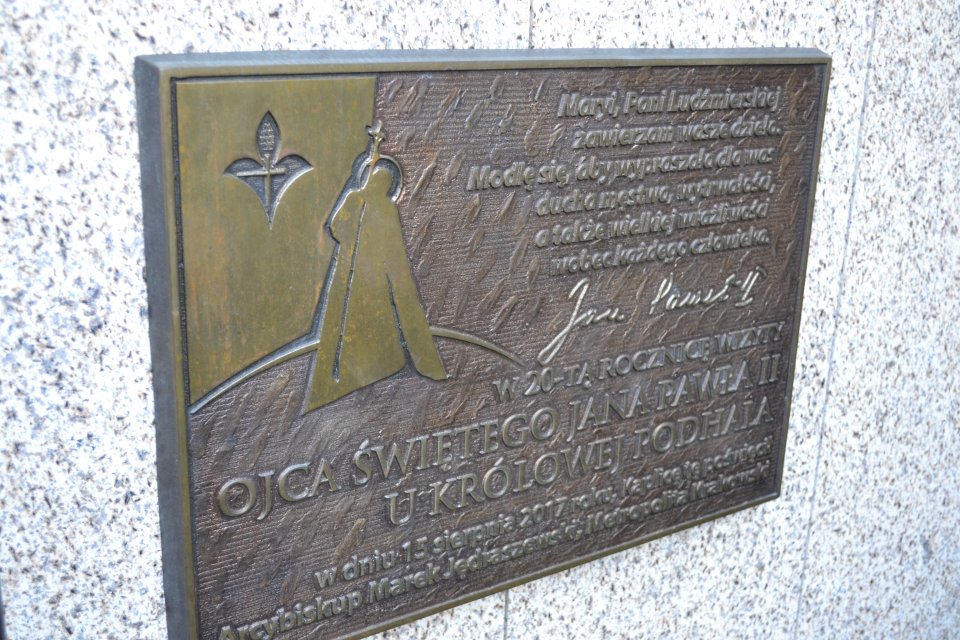 Maryi, Pani Ludźmierskiej
zawierzam wasze dzieła.
Modlę się, aby wypraszała dla was
ducha męstwa, wytrwałości,
a także wielkiej wrażliwości
wobec każdego człowieka.
Jan Paweł II
W 20-TĄ ROCZNICĘ WIZYTY
OJCA ŚWIĘTEGO JANA PAWŁA II
U KRÓLOWEJ PODHALA
w dniu 15 sierpnia 2017 roku, Kaplicę tę poświęcił
Arcybiskup Marek Jędraszewski, Metropolita Krakowski